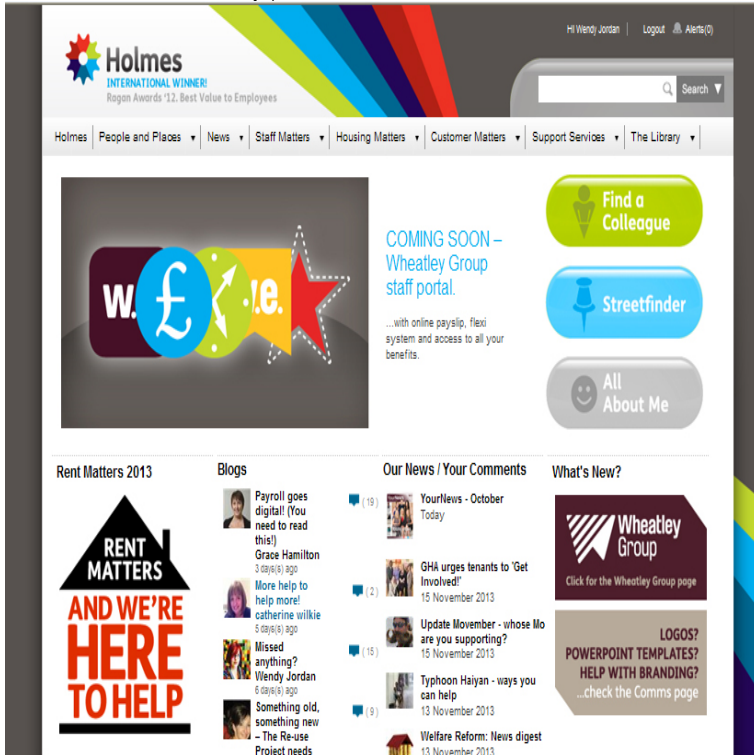 Hi Wendy Jordan
Logout
Alerts(0)
Holmes
INTERNATIONAL WINNER!
Rogan Awards '12. Best Value to Employees
Search
Holmes
People and Places
News
Staff Matters
Housing Matters
Customer Matters
Support Services
The Library
w.
£
.e.
COMING SOON –
Wheatley Group
staff portal.
...with online payslip, flexi
system and access to all your
benefits.
Find a
Colleague
Streetfinder
All
About Me
Rent Matters 2013
RENT
MATTERS
AND WE'RE
HERE
TO HELP
Blogs
Payroll goes
digital! (You
need to read
this!)
Grace Hamilton
3 days(s) ago
(19)
More help to
help more!
catherine wilkie
5 days(s) ago
(2)
Missed
anything?
Wendy Jordan
6 days(s) ago
(15)
Something old,
something new
– The Re-use
Project needs
(9)
Our News / Your Comments
YourNews - October
Today
GHA urges tenants to 'Get
Involved!'
15 November 2013
Update Movember - whose Mo
are you supporting?
15 November 2013
Typhoon Haiyan - ways you
can help
13 November 2013
Welfare Reform: News digest
13 November 2013
What's New?
Wheatley
Group
Click for the Wheatley Group page
LOGOS?
POWERPOINT TEMPLATES?
HELP WITH BRANDING?
...check the Comms page